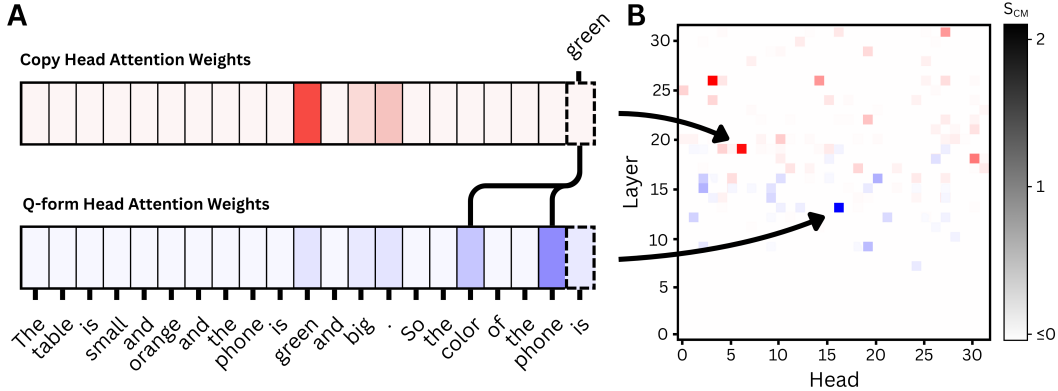 A
Copy Head Attention Weights
green
Q-form Head Attention Weights
The table is small and orange and the phone is green and big . So the color of the phone is
B
S_CM
30
25
20
15
10
5
0
Layer
0 5 10 15 20 25 30
Head
2
1
≤0